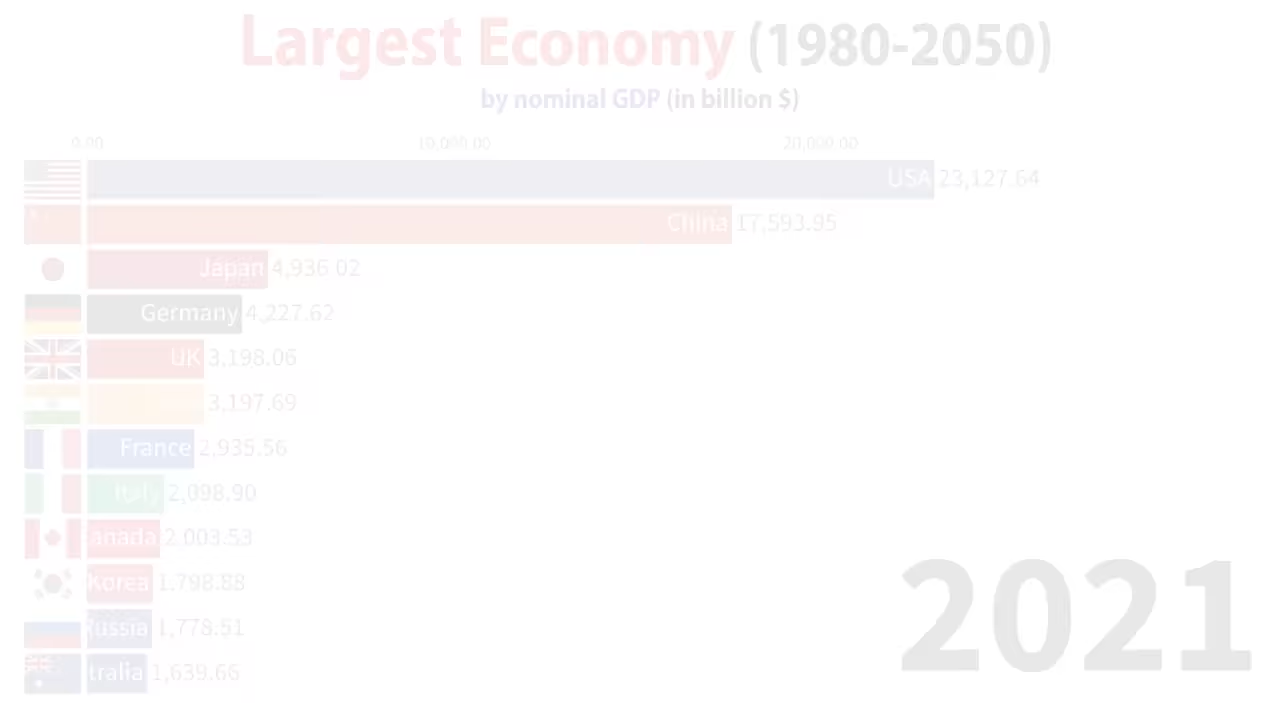 Largest Economy (1980-2050)
by nominal GDP (in billion $)
0.00 10,000.00 20,000.00
USA 23,127.64
China 17,593.95
Japan 4,936.02
Germany 4,227.62
UK 3,198.06
3,197.69
France 2,935.56
Italy 2,098.90
anada 2,003.53
Korea 1,798.88
Russia 1,778.51
tralia 1,639.66
2021